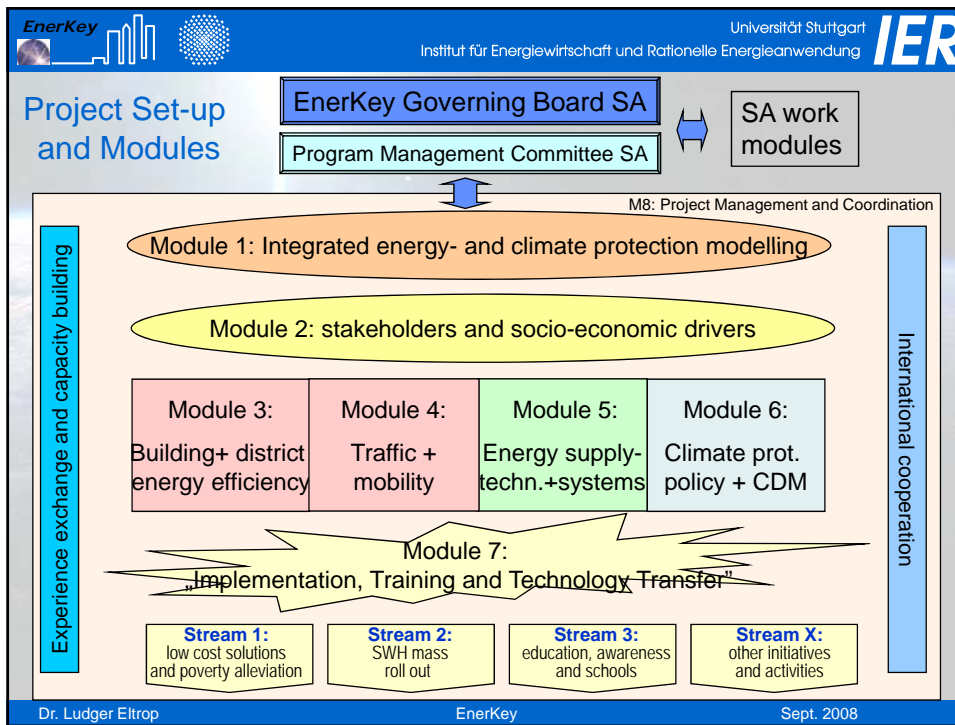 EnerKey
Universität Stuttgart
Institut für Energiewirtschaft und Rationelle Energieanwendung
IER
Project Set-up
and Modules
EnerKey Governing Board SA
Program Management Committee SA
SA work
modules
M8: Project Management and Coordination
Experience exchange and capacity building
Module 1: Integrated energy- and climate protection modelling
Module 2: stakeholders and socio-economic drivers
International cooperation
Module 3:
Building+ district
energy efficiency
Module 4:
Traffic +
mobility
Module 5:
Energy supply-
techn.+systems
Module 6:
Climate prot.
policy + CDM
Module 7:
„Implementation, Training and Technology Transfer”
Stream 1:
low cost solutions
and poverty alleviation
Stream 2:
SWH mass
roll out
Stream 3:
education, awareness
and schools
Stream X:
other initiatives
and activities
Dr. Ludger Eltrop
EnerKey
Sept. 2008